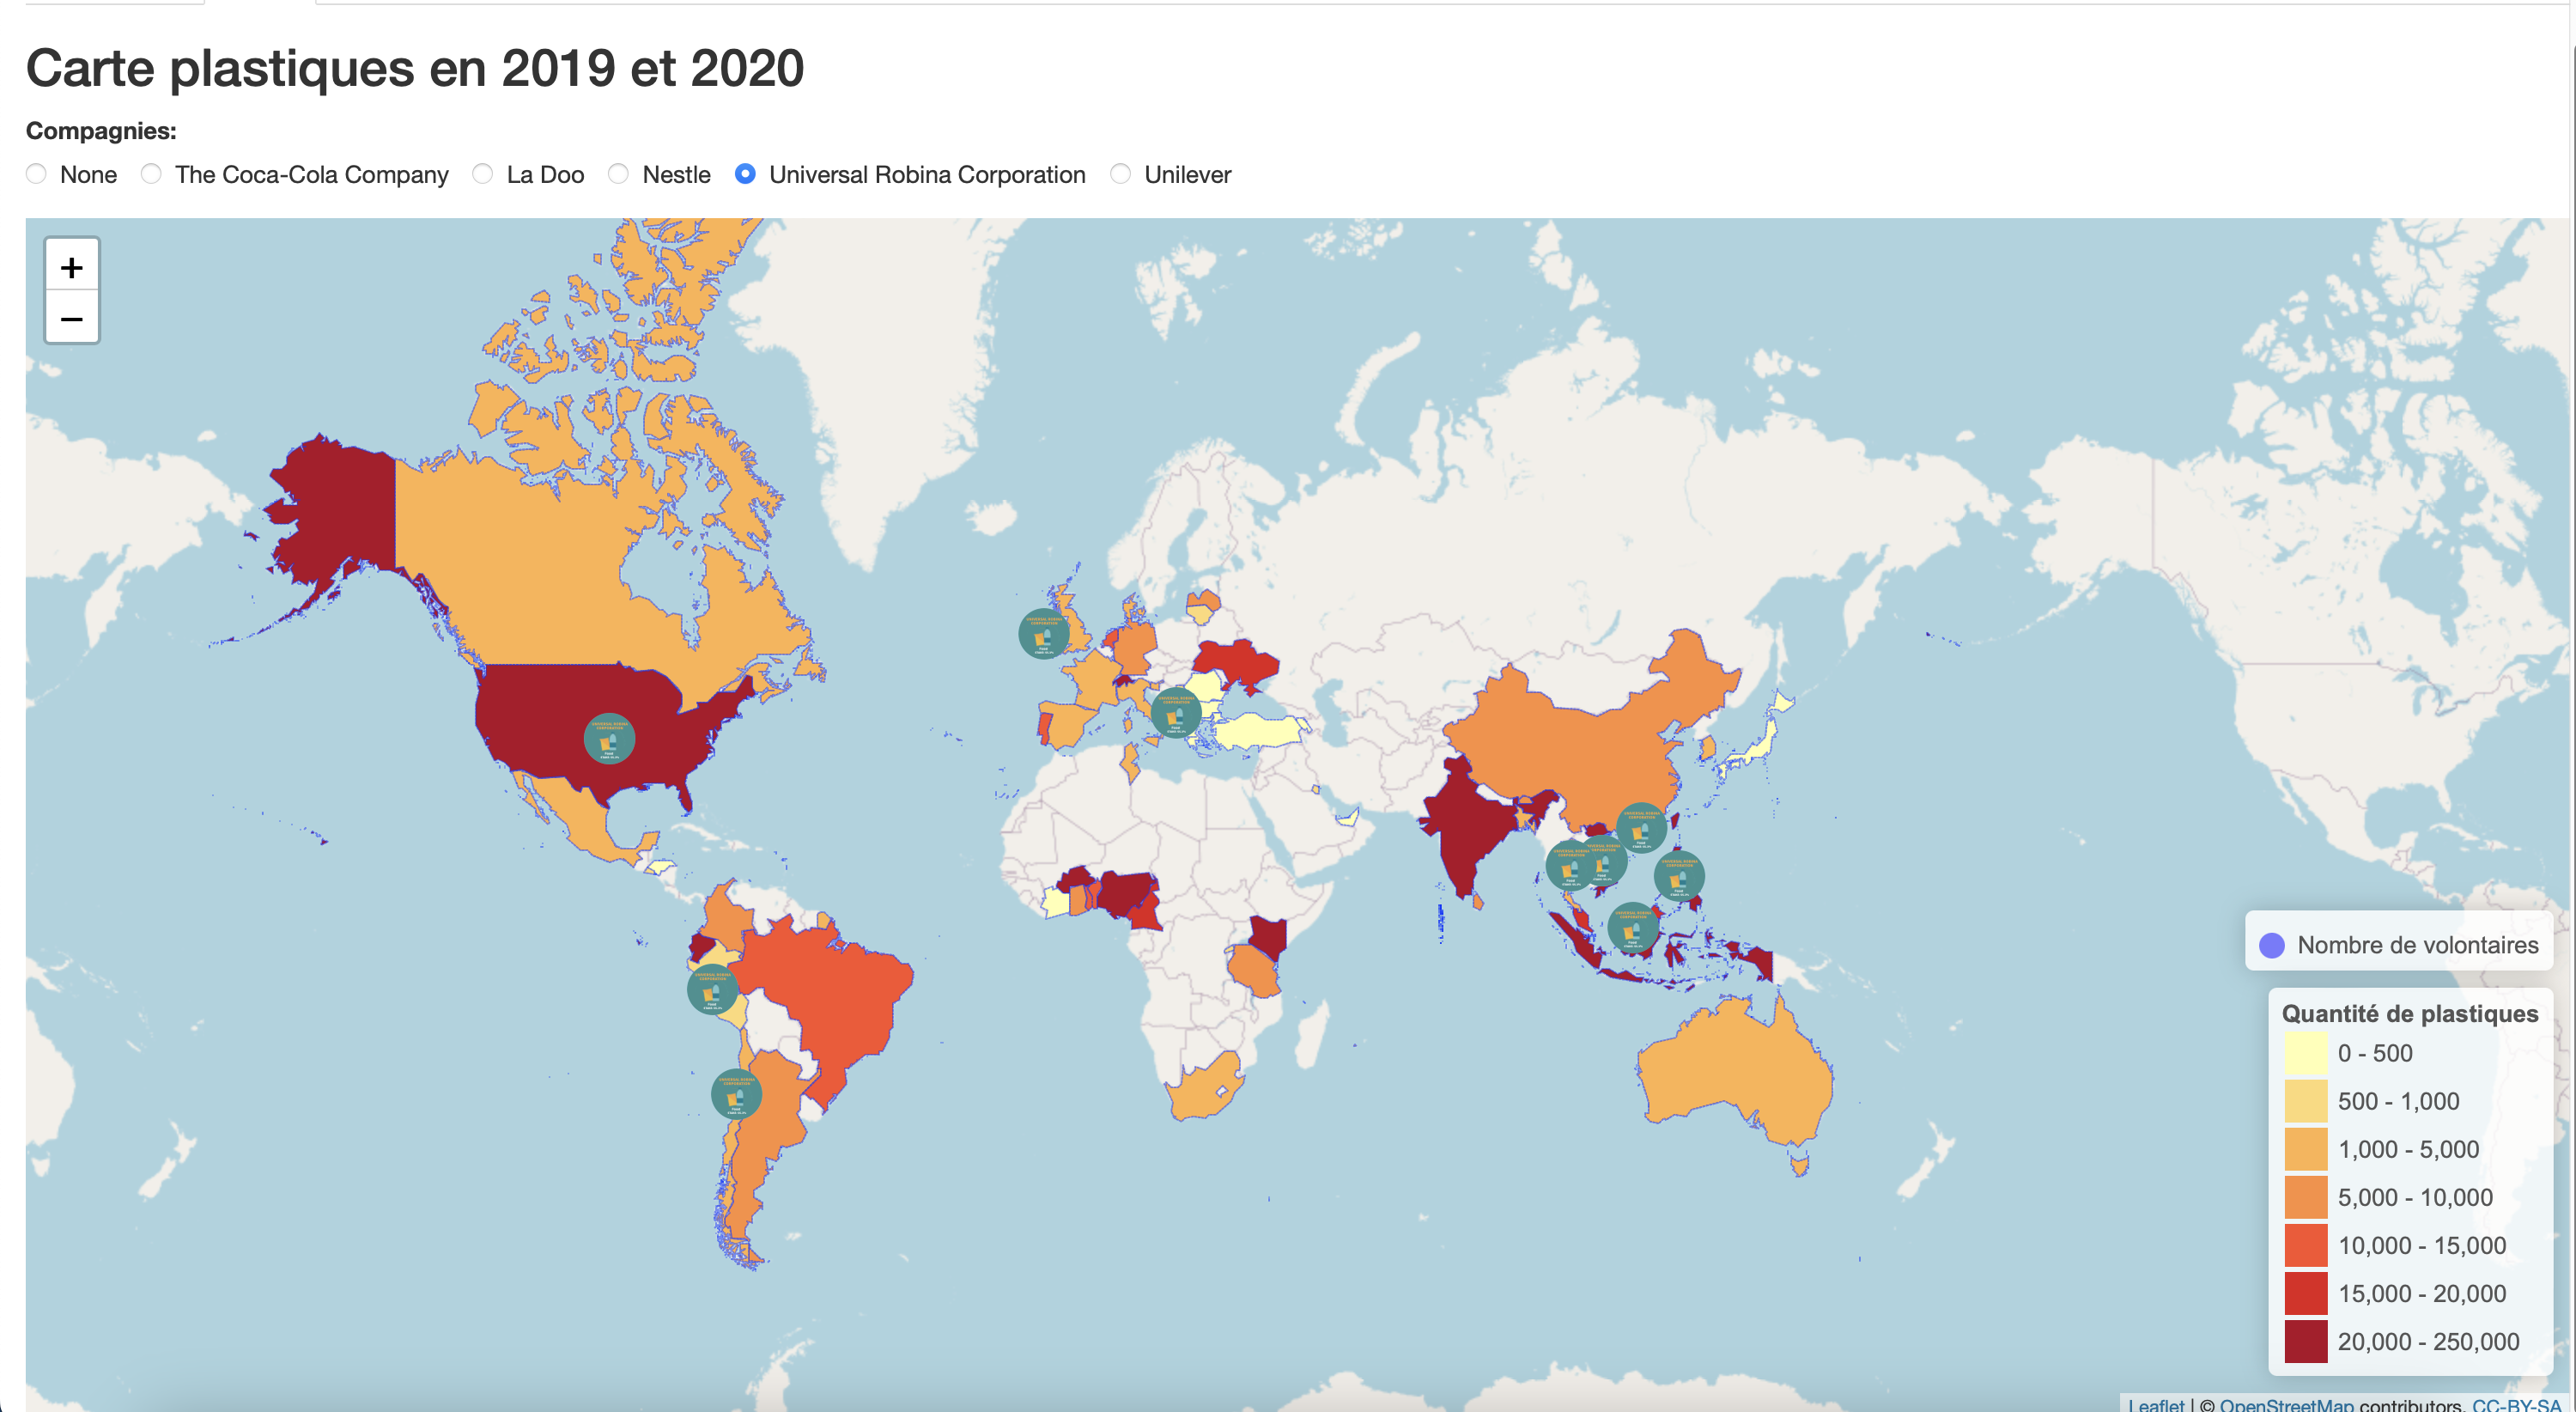 Carte plastiques en 2019 et 2020
Compagnies:
None The Coca-Cola Company La Doo Nestle Universal Robina Corporation Unilever
+
−
Nombre de volontaires
Quantité de plastiques
0 - 500
500 - 1,000
1,000 - 5,000
5,000 - 10,000
10,000 - 15,000
15,000 - 20,000
20,000 - 250,000
Leaflet | © OpenStreetMap contributors, CC-BY-SA